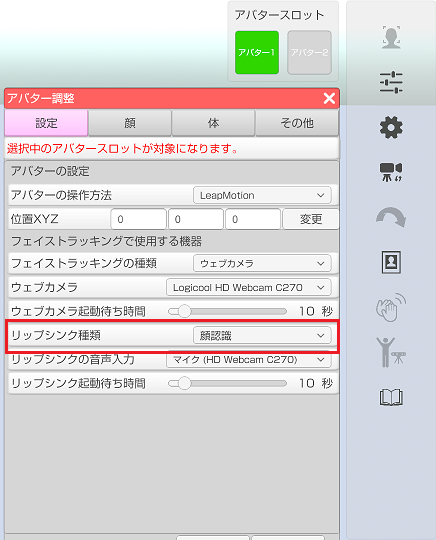 アバタースロット
アバター1 アバター2
アバター調整
設定 顔 体 その他
選択中のアバタースロットが対象になります。
アバターの設定
アバターの操作方法 LeapMotion
位置XYZ 0 0 0 変更
フェイストラッキングで使用する機器
フェイストラッキングの種類 ウェブカメラ
ウェブカメラ Logicool HD Webcam C270
ウェブカメラ起動待ち時間 10 秒
リップシンク種類 顔認識
リップシンクの音声入力 マイク (HD Webcam C270)
リップシンク起動待ち時間 10 秒